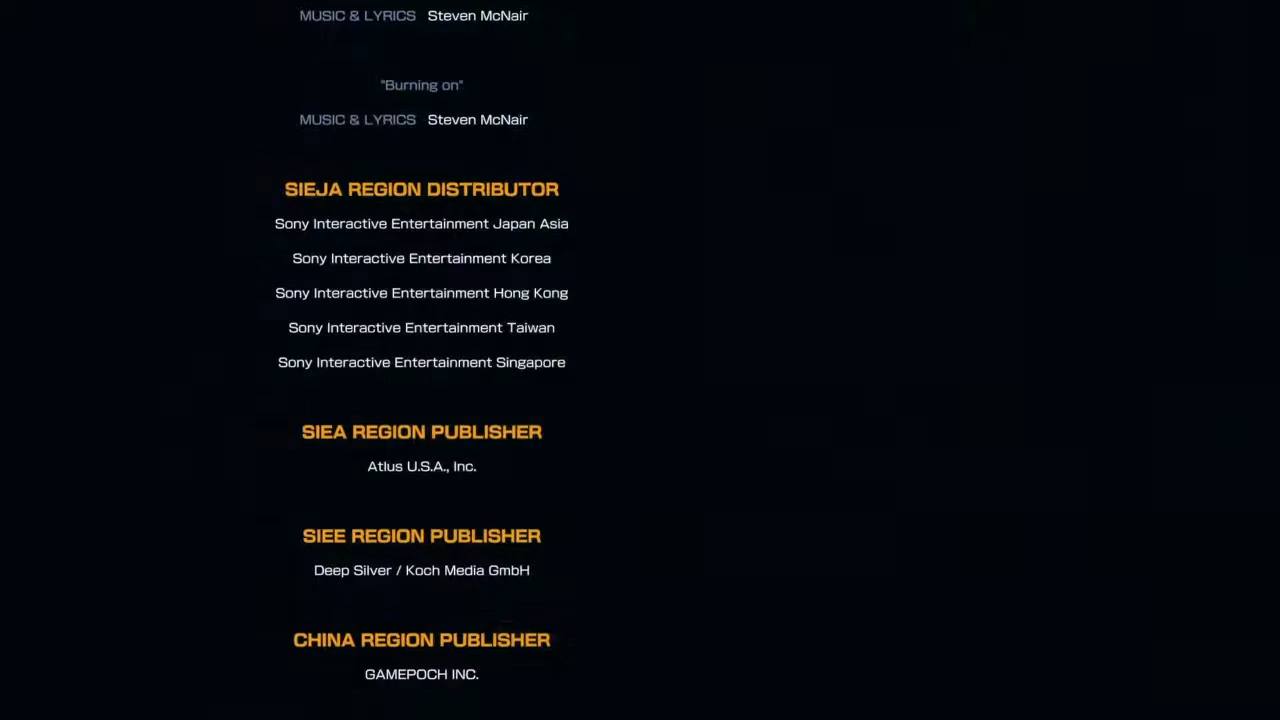 MUSIC & LYRICS Steven McNair
"Burning on"
MUSIC & LYRICS Steven McNair
SIEJA REGION DISTRIBUTOR
Sony Interactive Entertainment Japan Asia
Sony Interactive Entertainment Korea
Sony Interactive Entertainment Hong Kong
Sony Interactive Entertainment Taiwan
Sony Interactive Entertainment Singapore
SIEA REGION PUBLISHER
Atlus U.S.A., Inc.
SIEE REGION PUBLISHER
Deep Silver / Koch Media GmbH
CHINA REGION PUBLISHER
GAMEPOCH INC.